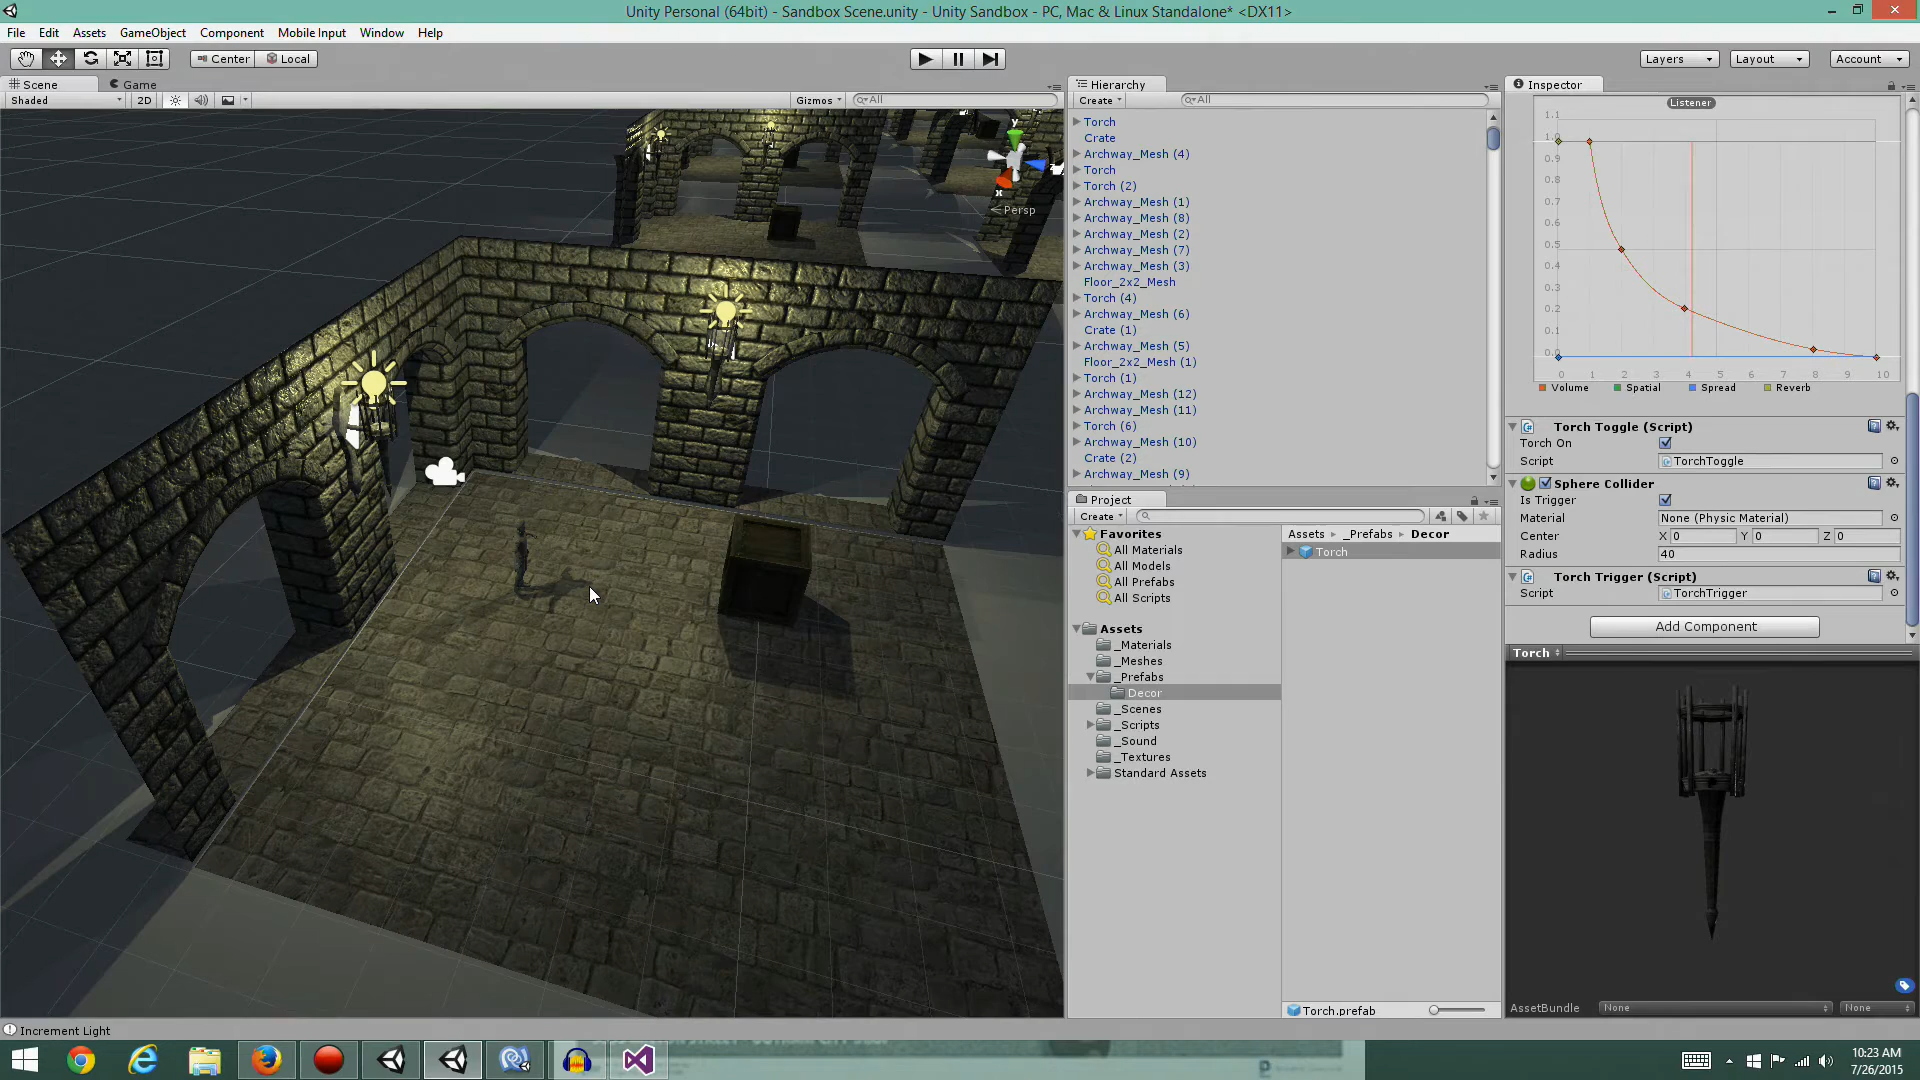 Unity Personal (64bit) - Sandbox Scene.unity - Unity Sandbox - PC, Mac & Linux Standalone* <DX11>
File Edit Assets GameObject Component Mobile Input Window Help
Center Local Layers Layout Account
Scene Game
Shaded 2D Gizmos All
y
x
Persp
Hierarchy
Create All
Torch
Crate
Archway_Mesh (4)
Torch
Torch (2)
Archway_Mesh (1)
Archway_Mesh (8)
Archway_Mesh (2)
Archway_Mesh (7)
Archway_Mesh (3)
Floor_2x2_Mesh
Torch (4)
Archway_Mesh (6)
Crate (1)
Archway_Mesh (5)
Floor_2x2_Mesh (1)
Torch (1)
Archway_Mesh (12)
Archway_Mesh (11)
Torch (6)
Archway_Mesh (10)
Crate (2)
Archway_Mesh (9)
Project
Create
Favorites
All Materials
All Models
All Prefabs
All Scripts
Assets
_Materials
_Meshes
_Prefabs
Decor
_Scenes
_Scripts
_Sound
_Textures
Standard Assets
Assets _Prefabs Decor
Torch
Torch.prefab
Inspector
Listener
1.1
1.0
0.9
0.8
0.7
0.6
0.5
0.4
0.3
0.2
0.1
0.0
0 1 2 3 4 5 6 7 8 9 10
Volume Spatial Spread Reverb
Torch Toggle (Script)
Torch On
Script TorchToggle
Sphere Collider
Is Trigger
Material None (Physic Material)
Center X 0 Y 0 Z 0
Radius 40
Torch Trigger (Script)
Script TorchTrigger
Add Component
Torch
AssetBundle None None
Increment Light
10:23 AM
7/26/2015